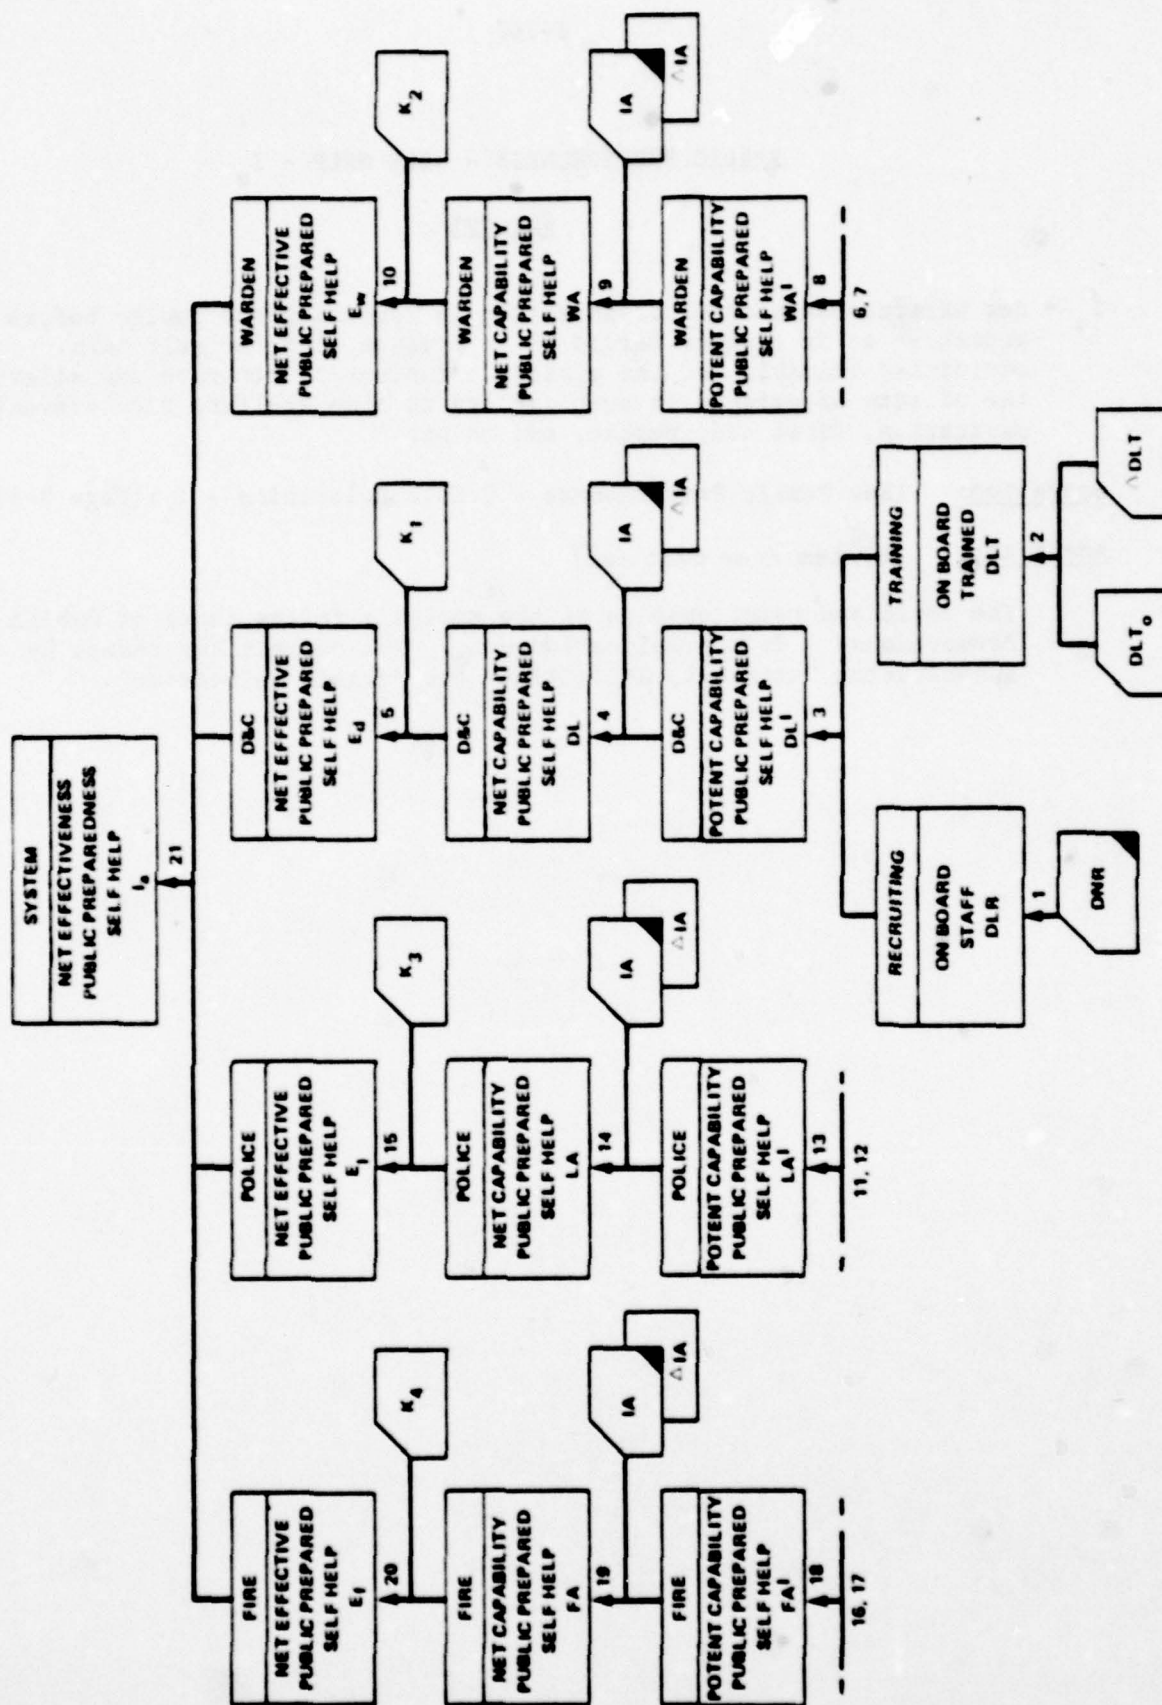 SYSTEM
NET EFFECTIVENESS
PUBLIC PREPAREDNESS
SELF HELP
Ia
21
FIRE
NET EFFECTIVE
PUBLIC PREPARED
SELF HELP
Ef
20
K4
FIRE
NET CAPABILITY
PUBLIC PREPARED
SELF HELP
FA
19
IA
ΔIA
FIRE
POTENT CAPABILITY
PUBLIC PREPARED
SELF HELP
FA'
18
16, 17
POLICE
NET EFFECTIVE
PUBLIC PREPARED
SELF HELP
El
15
K3
POLICE
NET CAPABILITY
PUBLIC PREPARED
SELF HELP
LA
14
IA
ΔIA
POLICE
POTENT CAPABILITY
PUBLIC PREPARED
SELF HELP
LA'
13
11, 12
D&C
NET EFFECTIVE
PUBLIC PREPARED
SELF HELP
Ed
5
K1
D&C
NET CAPABILITY
PUBLIC PREPARED
SELF HELP
DL
4
IA
ΔIA
D&C
POTENT CAPABILITY
PUBLIC PREPARED
SELF HELP
DL'
3
RECRUITING
ON BOARD
STAFF
DLR
1
DNR
TRAINING
ON BOARD
TRAINED
DLT
2
DLTo
ΔDLT
WARDEN
NET EFFECTIVE
PUBLIC PREPARED
SELF HELP
Ew
10
K2
WARDEN
NET CAPABILITY
PUBLIC PREPARED
SELF HELP
WA
9
IA
ΔIA
WARDEN
POTENT CAPABILITY
PUBLIC PREPARED
SELF HELP
WA'
8
6, 7